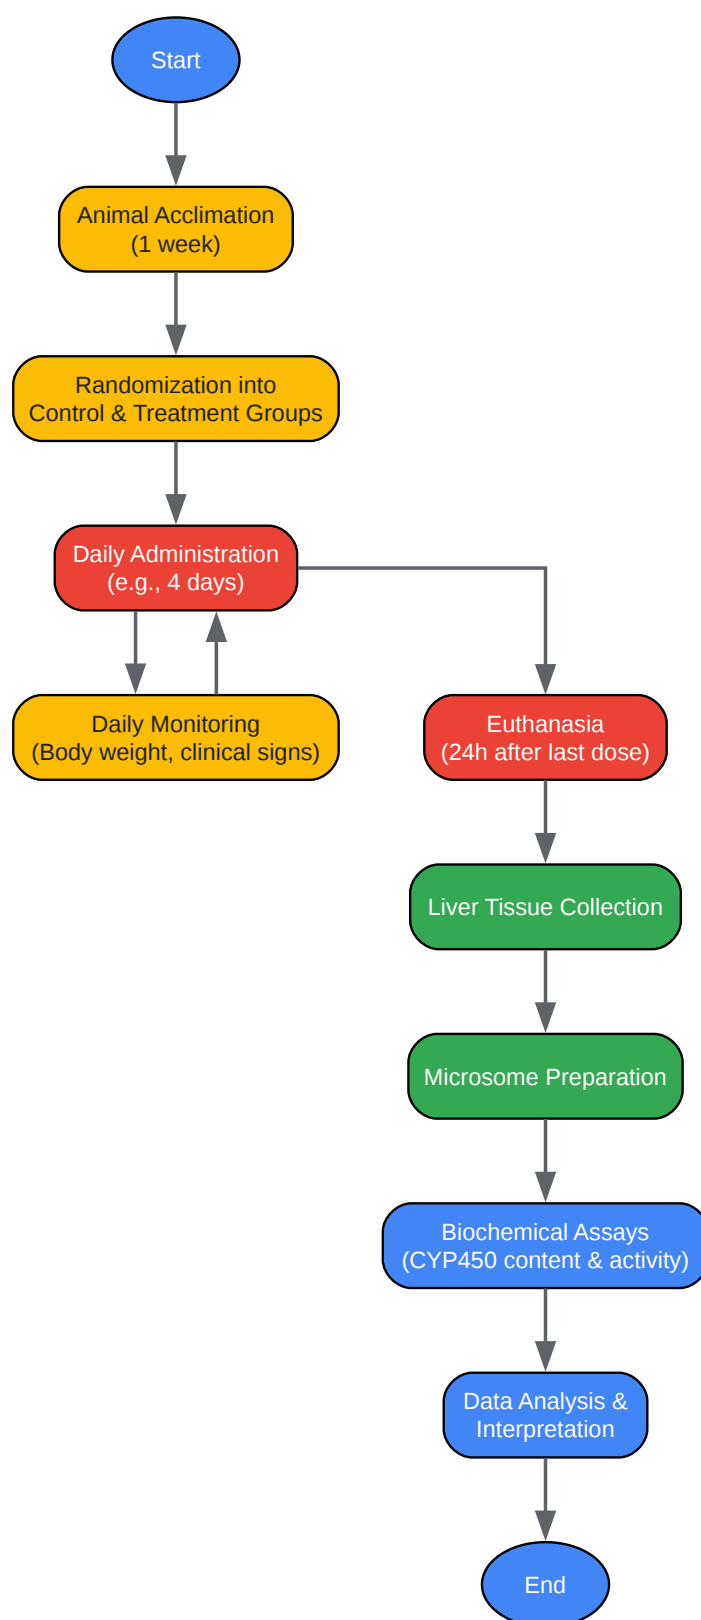 Start
Animal Acclimation
(1 week)
Randomization into
Control & Treatment Groups
Daily Administration
(e.g., 4 days)
Daily Monitoring
(Body weight, clinical signs)
Euthanasia
(24h after last dose)
Liver Tissue Collection
Microsome Preparation
Biochemical Assays
(CYP450 content & activity)
Data Analysis &
Interpretation
End